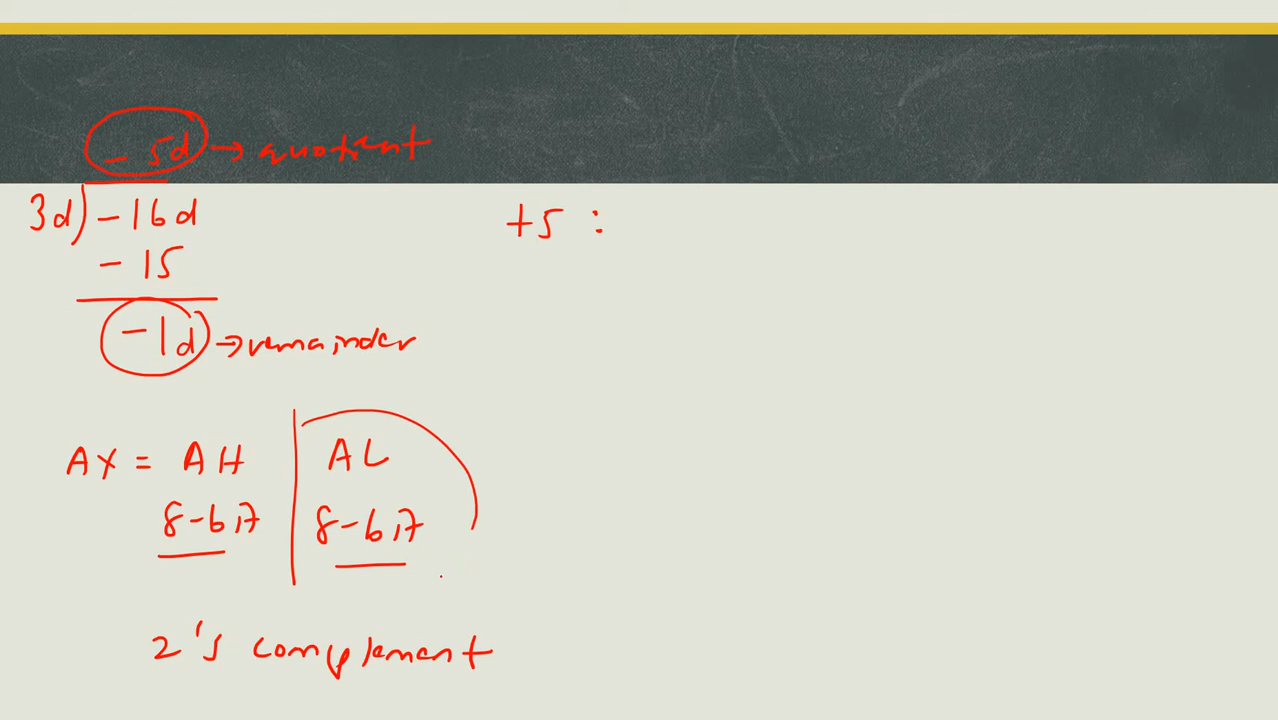 - 5d → quotient
3d) - 16d
- 15
- 1d → remainder
+5 :
AX = AH | AL
8-bit | 8-bit
2's complement